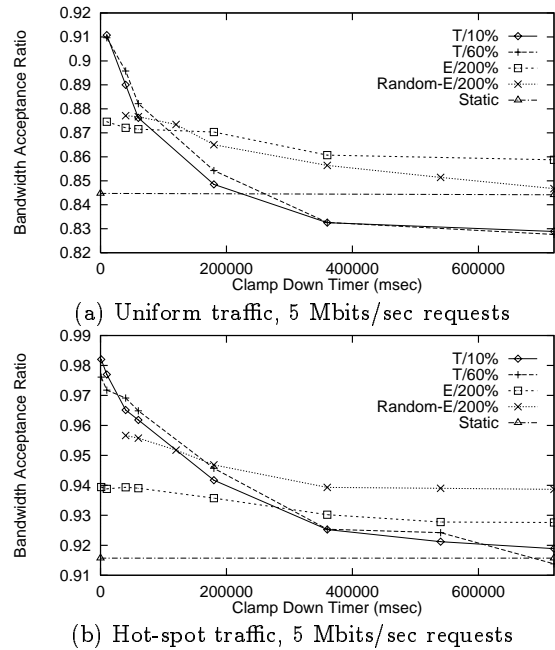 0.92
0.91
0.9
0.89
0.88
0.87
0.86
0.85
0.84
0.83
0.82
Bandwidth Acceptance Ratio
T/10%
T/60%
E/200%
Random-E/200%
Static
0 200000 400000 600000
Clamp Down Timer (msec)
(a) Uniform traffic, 5 Mbits/sec requests
0.99
0.98
0.97
0.96
0.95
0.94
0.93
0.92
0.91
Bandwidth Acceptance Ratio
T/10%
T/60%
E/200%
Random-E/200%
Static
0 200000 400000 600000
Clamp Down Timer (msec)
(b) Hot-spot traffic, 5 Mbits/sec requests